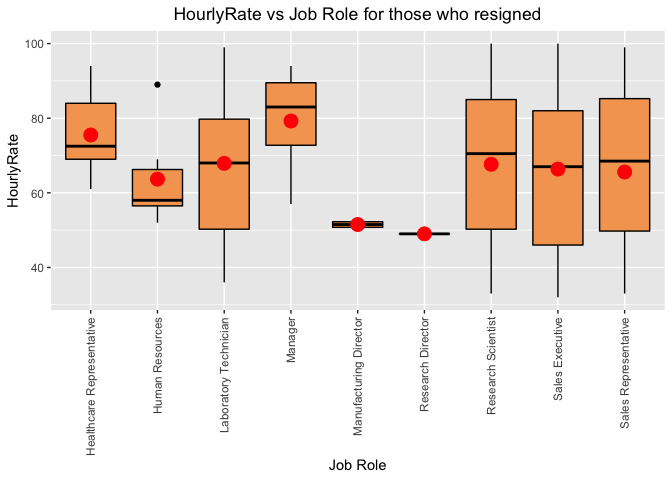 HourlyRate vs Job Role for those who resigned
HourlyRate
100
80
60
40
Healthcare Representative
Human Resources
Laboratory Technician
Manager
Manufacturing Director
Research Director
Research Scientist
Sales Executive
Sales Representative
Job Role